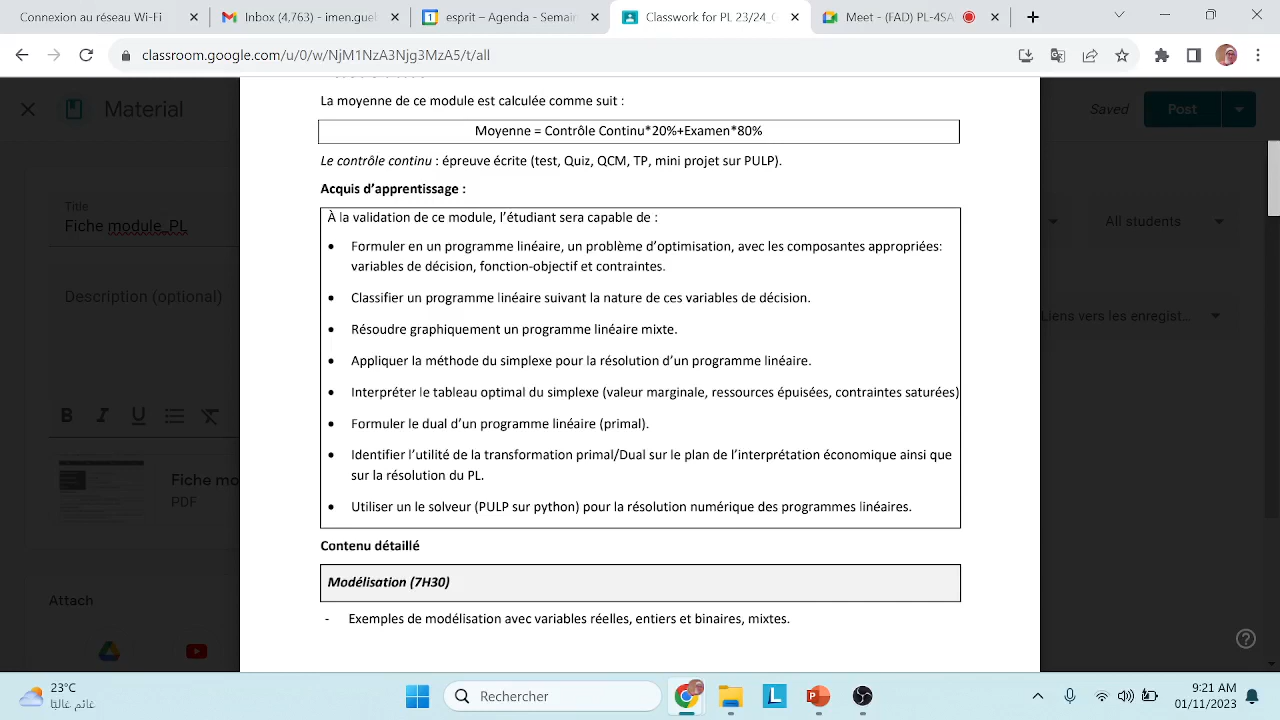 Connexions au réseau Wi-F
Inbox (4.763) - imenegti
esprit - Agenda - Semair
Classwork for PL 23/24_
Meet - (FAD) PL-4SA
classroom.google.com/u/0/w/NjM1NzA3Njg3MzA5/t/all
Material
Saved
Post
Title
Fiche module_PL
Description (optional)
All students
Liens vers les enregist...
B I U
Fiche mo
PDF
Attach
La moyenne de ce module est calculée comme suit :
Moyenne = Contrôle Continu*20%+Examen*80%
Le contrôle continu : épreuve écrite (test, Quiz, QCM, TP, mini projet sur PULP).
Acquis d’apprentissage :
À la validation de ce module, l’étudiant sera capable de :
• Formuler en un programme linéaire, un problème d’optimisation, avec les composantes appropriées:
variables de décision, fonction-objectif et contraintes.
• Classifier un programme linéaire suivant la nature de ces variables de décision.
• Résoudre graphiquement un programme linéaire mixte.
• Appliquer la méthode du simplexe pour la résolution d’un programme linéaire.
• Interpréter le tableau optimal du simplexe (valeur marginale, ressources épuisées, contraintes saturées)
• Formuler le dual d’un programme linéaire (primal).
• Identifier l’utilité de la transformation primal/Dual sur le plan de l’interprétation économique ainsi que
sur la résolution du PL.
• Utiliser un le solveur (PULP sur python) pour la résolution numérique des programmes linéaires.
Contenu détaillé
Modélisation (7H30)
- Exemples de modélisation avec variables réelles, entiers et binaires, mixtes.
23°C
غائم غالبًا
Rechercher
9:21 AM
01/11/2023